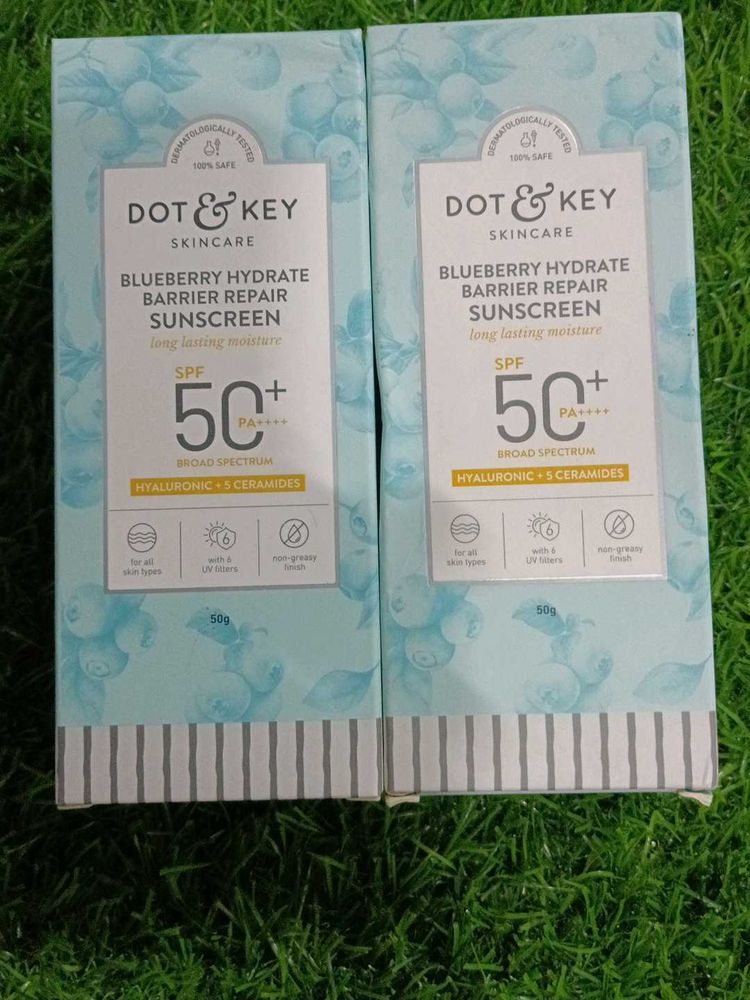 DERMATOLOGICALLY TESTED
100% SAFE
DOT & KEY
SKINCARE
BLUEBERRY HYDRATE
BARRIER REPAIR
SUNSCREEN
long lasting moisture
SPF
50+
PA++++
BROAD SPECTRUM
HYALURONIC + 5 CERAMIDES
for all
skin types
6
with 6
UV filters
non-greasy
finish
50g
DERMATOLOGICALLY TESTED
100% SAFE
DOT & KEY
SKINCARE
BLUEBERRY HYDRATE
BARRIER REPAIR
SUNSCREEN
long lasting moisture
SPF
50+
PA++++
BROAD SPECTRUM
HYALURONIC + 5 CERAMIDES
for all
skin types
6
with 6
UV filters
non-greasy
finish
50g